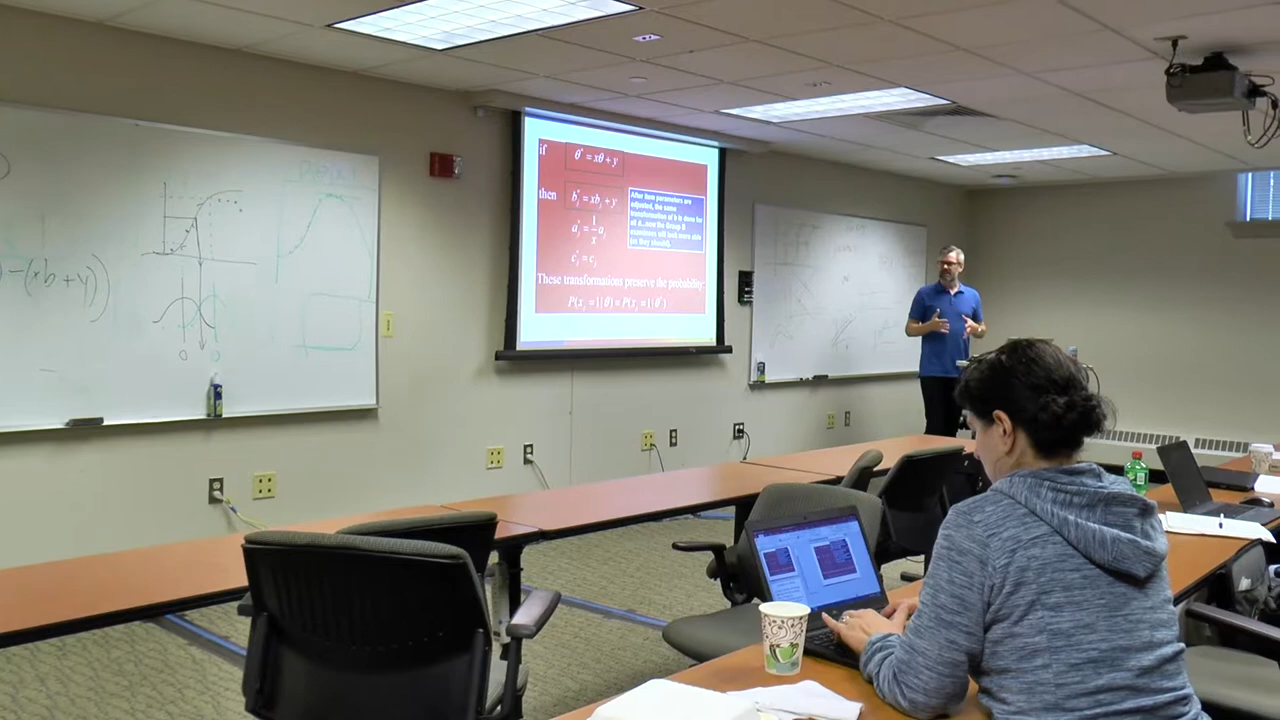 −(xb + y))
0
0
if
θ* = xθ + y
then
b*ⱼ = xbⱼ + y
a*ⱼ = 1/x aⱼ
c*ⱼ = cⱼ
After item parameters are
adjusted, the same
transformation of b is done for
all θ...now the Group B
examinees will look more able
(as they should).
These transformations preserve the probability:
P(xⱼ = 1 | θ) = P(xⱼ = 1 | θ*)